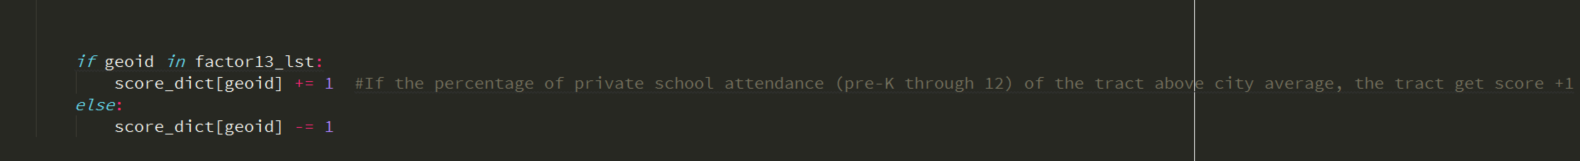 if geoid in factor13_lst:
score_dict[geoid] += 1  #If the percentage of private school attendance (pre-K through 12) of the tract above city average, the tract get score +1
else:
score_dict[geoid] -= 1